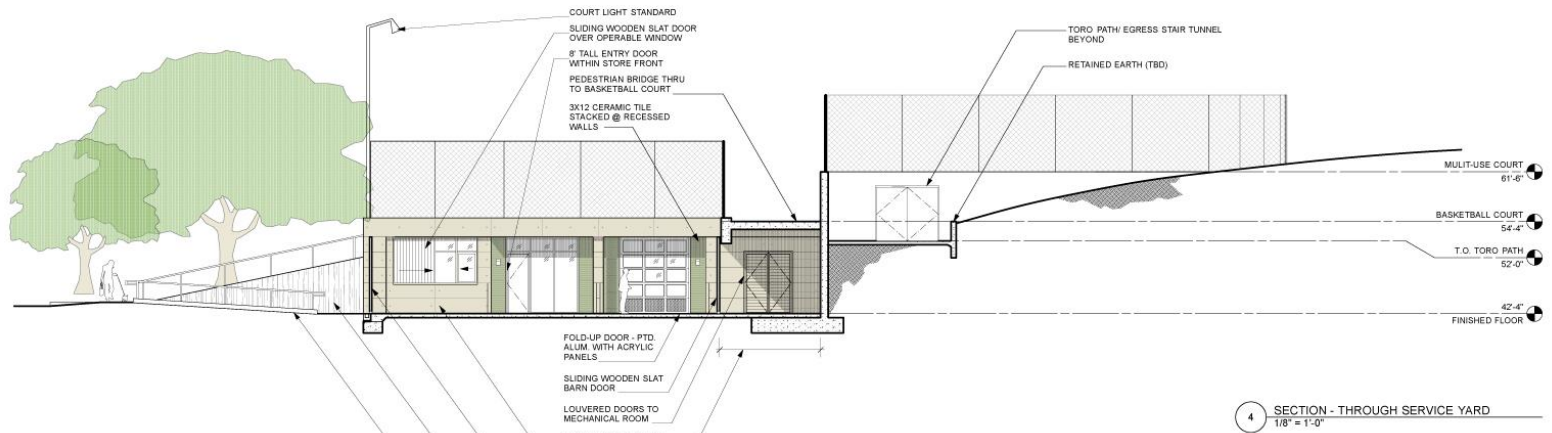 COURT LIGHT STANDARD
SLIDING WOODEN SLAT DOOR
OVER OPERABLE WINDOW
8' TALL ENTRY DOOR
WITHIN STORE FRONT
PEDESTRIAN BRIDGE THRU
TO BASKETBALL COURT
3X12 CERAMIC TILE
STACKED @ RECESSED
WALLS
TORO PATH/ EGRESS STAIR TUNNEL
BEYOND
RETAINED EARTH (TBD)
MULIT-USE COURT
61'-6"
BASKETBALL COURT
54'-4"
T.O. TORO PATH
52'-0"
42'-4"
FINISHED FLOOR
FOLD-UP DOOR - PTD.
ALUM. WITH ACRYLIC
PANELS
SLIDING WOODEN SLAT
BARN DOOR
LOUVERED DOORS TO
MECHANICAL ROOM
4 SECTION - THROUGH SERVICE YARD
1/8" = 1'-0"